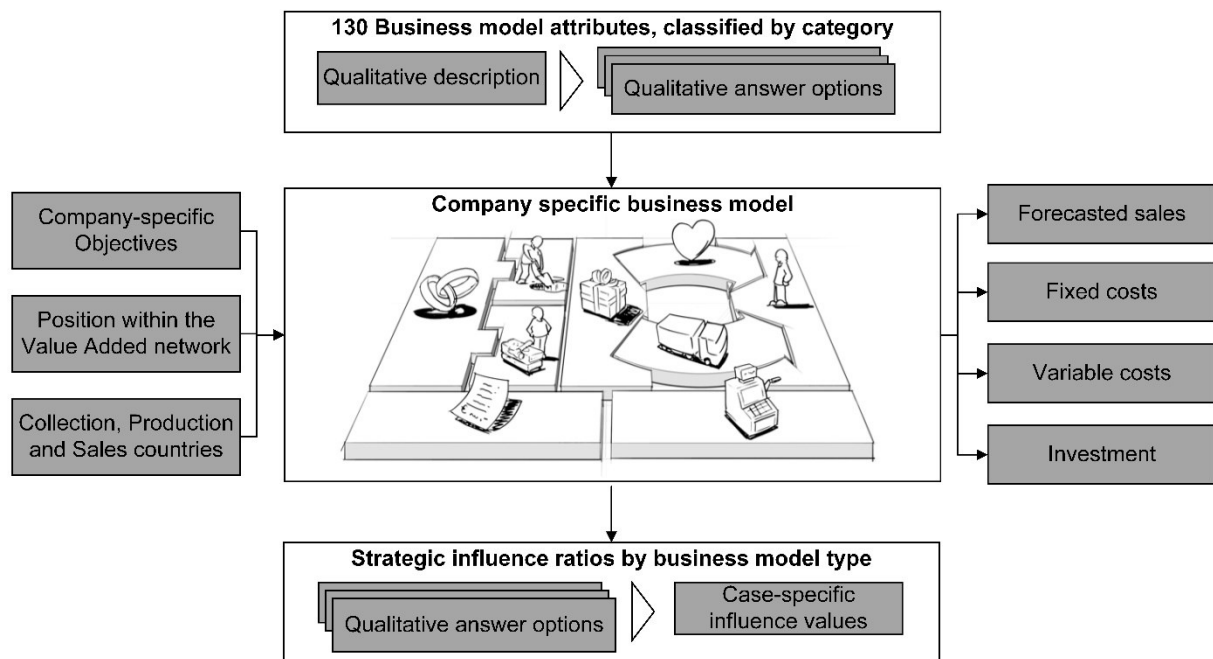 130 Business model attributes, classified by category
Qualitative description
Qualitative answer options
Company-specific
Objectives
Position within the
Value Added network
Collection, Production
and Sales countries
Company specific business model
Forecasted sales
Fixed costs
Variable costs
Investment
Strategic influence ratios by business model type
Qualitative answer options
Case-specific
influence values